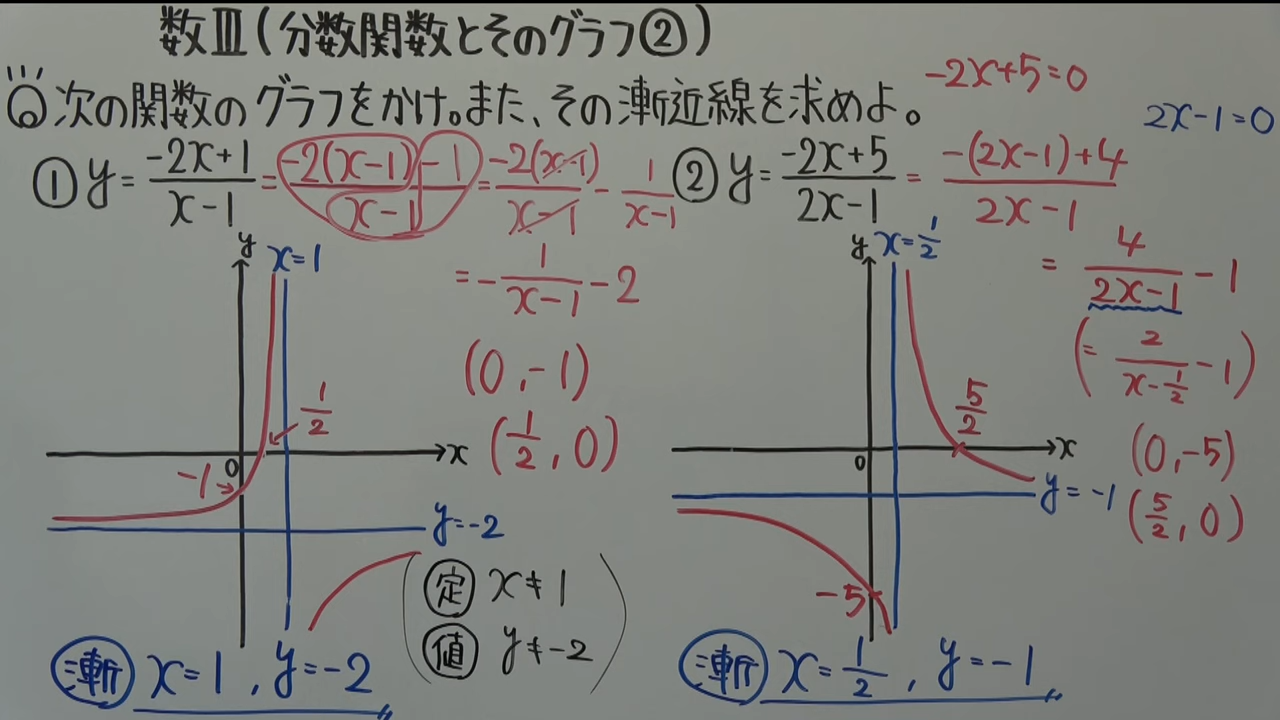 数Ⅲ(分数関数とそのグラフ②)
Q 次の関数のグラフをかけ。また、その漸近線を求めよ。
-2x+5=0
2x-1=0
① y=(-2x+1)/(x-1) = (-2(x-1)-1)/(x-1) = -2(x-1)/(x-1) - 1/(x-1)
= -1/(x-1) -2
(0,-1)
(1/2,0)
y
x=1
1/2
x
0
-1
y=-2
定 x≠1
値 y≠-2
漸 x=1, y=-2
② y=(-2x+5)/(2x-1) = (-(2x-1)+4)/(2x-1)
= 4/(2x-1) -1
(= 2/(x-1/2) -1)
(0,-5)
(5/2,0)
y
x=1/2
5/2
x
0
y=-1
-5
漸 x=1/2, y=-1